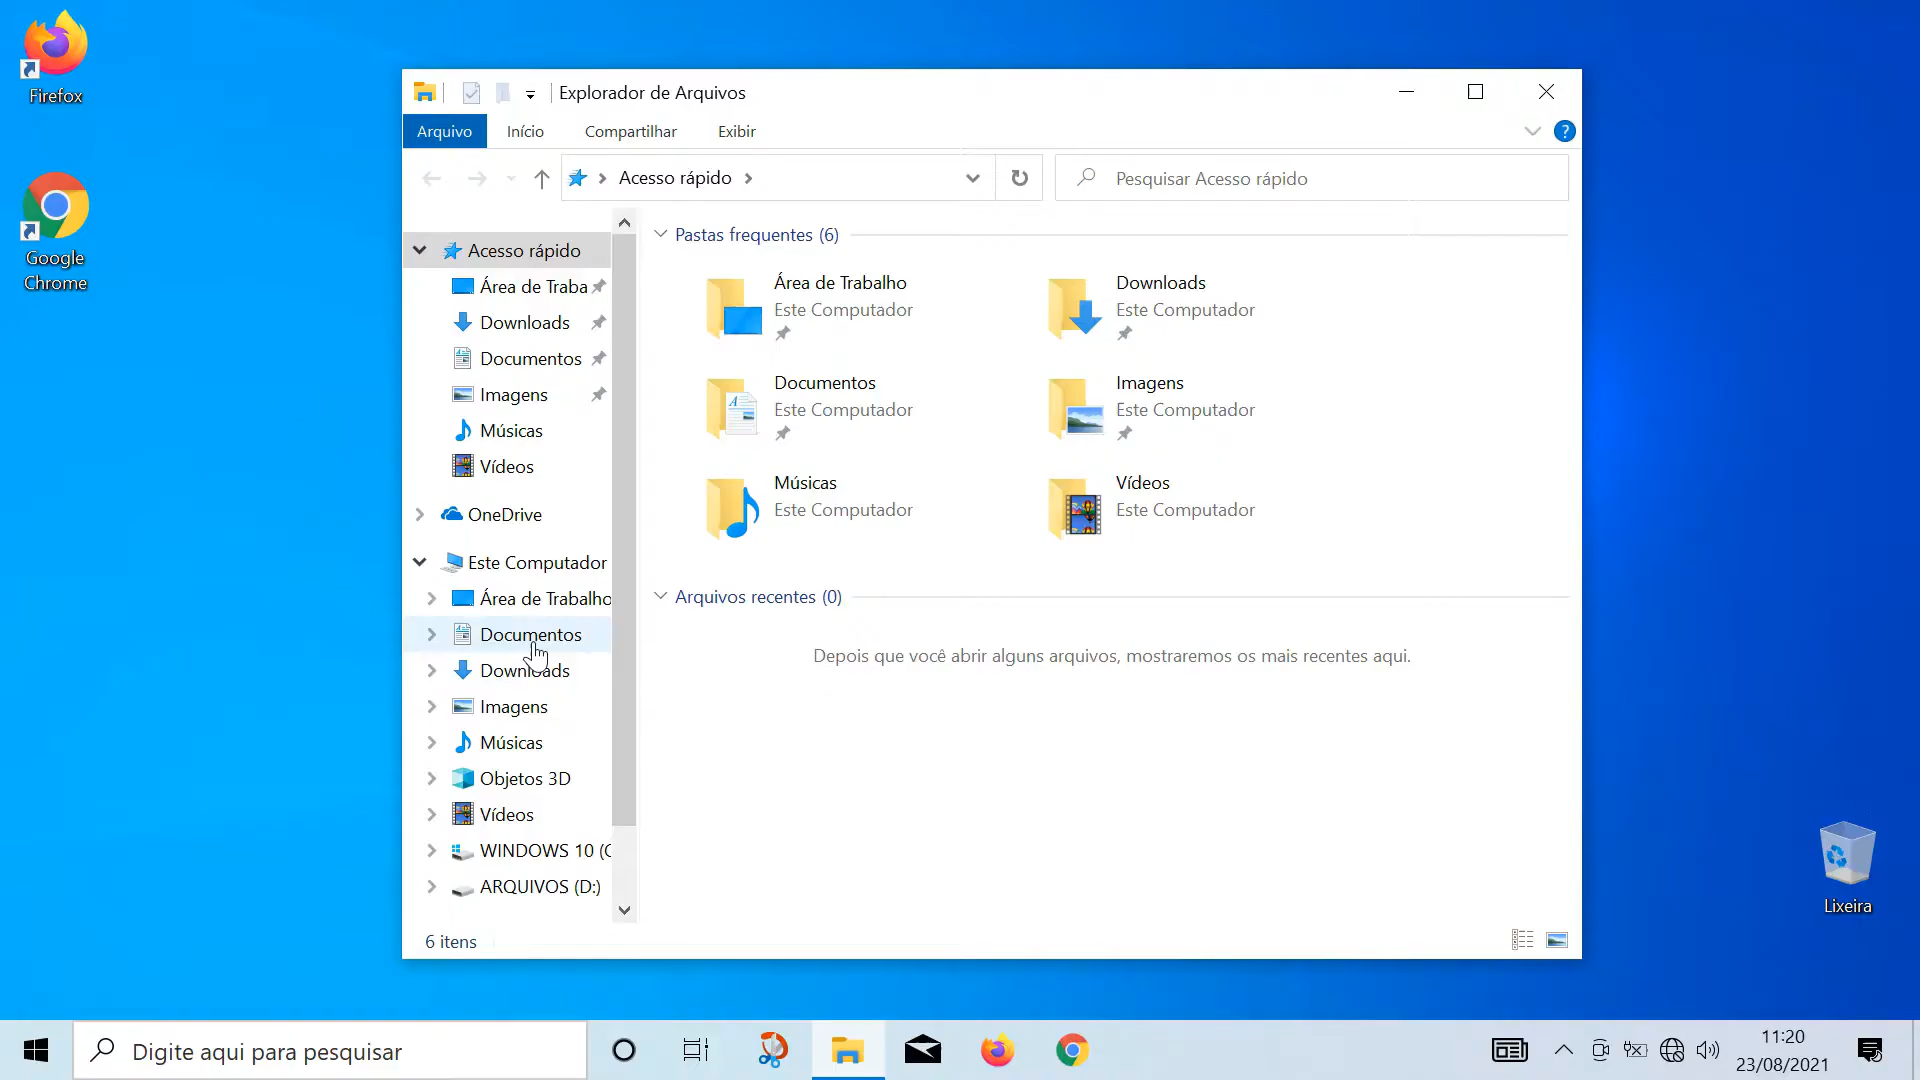 Firefox
Google
Chrome
Explorador de Arquivos
Arquivo
Início
Compartilhar
Exibir
?
Acesso rápido
Pesquisar Acesso rápido
Acesso rápido
Área de Traba
Downloads
Documentos
Imagens
Músicas
Vídeos
OneDrive
Este Computador
Área de Trabalho
Documentos
Downloads
Imagens
Músicas
Objetos 3D
Vídeos
WINDOWS 10 (C
ARQUIVOS (D:)
Pastas frequentes (6)
Área de Trabalho
Este Computador
Downloads
Este Computador
Documentos
Este Computador
Imagens
Este Computador
Músicas
Este Computador
Vídeos
Este Computador
Arquivos recentes (0)
Depois que você abrir alguns arquivos, mostraremos os mais recentes aqui.
6 itens
Lixeira
Digite aqui para pesquisar
11:20
23/08/2021